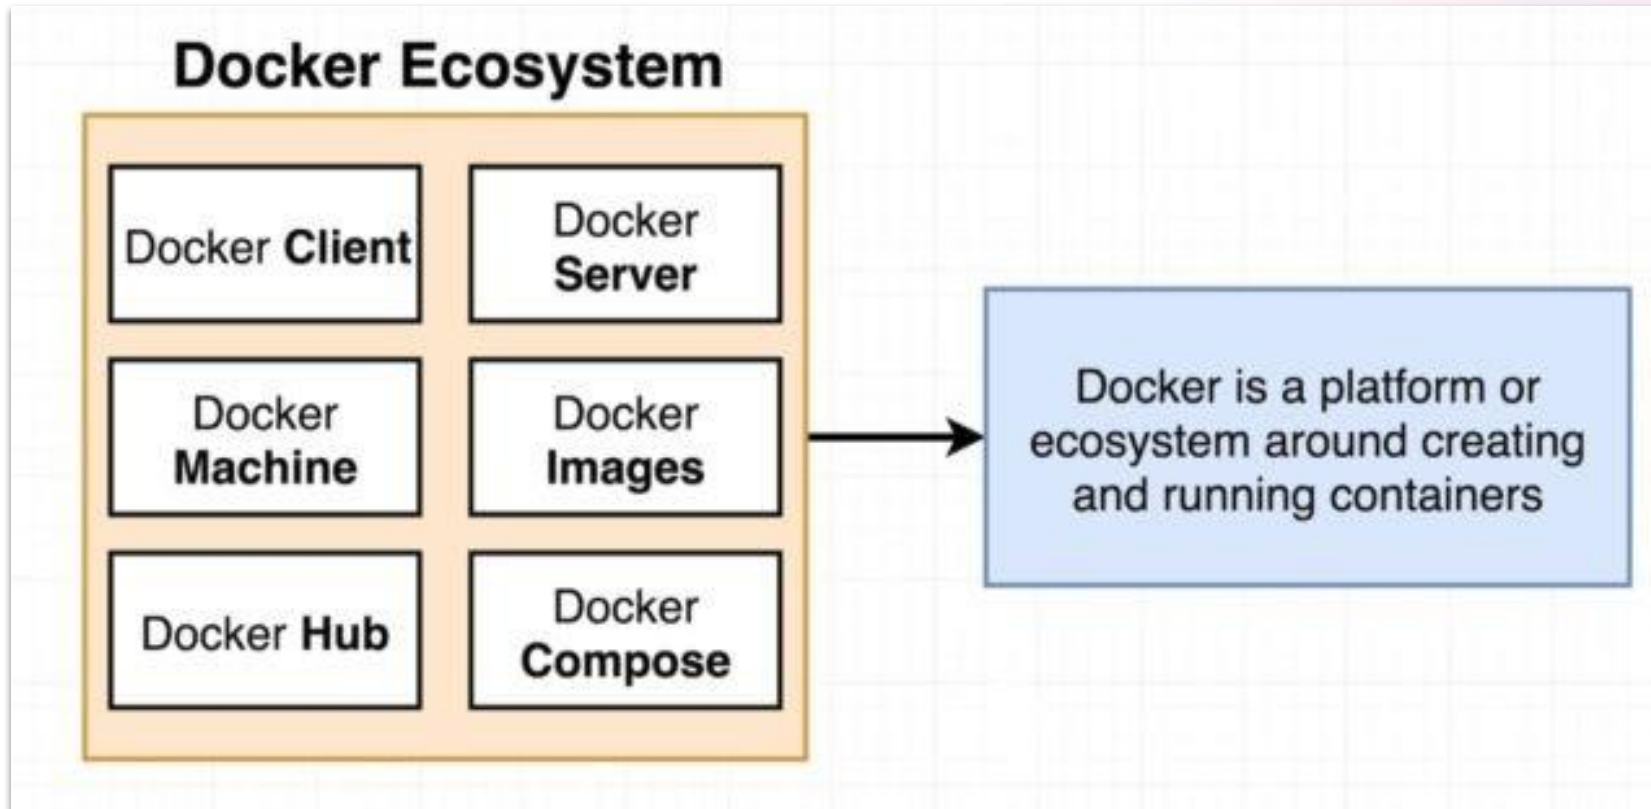 Docker Ecosystem
Docker Client
Docker
Server
Docker
Machine
Docker
Images
Docker Hub
Docker
Compose
Docker is a platform or
ecosystem around creating
and running containers